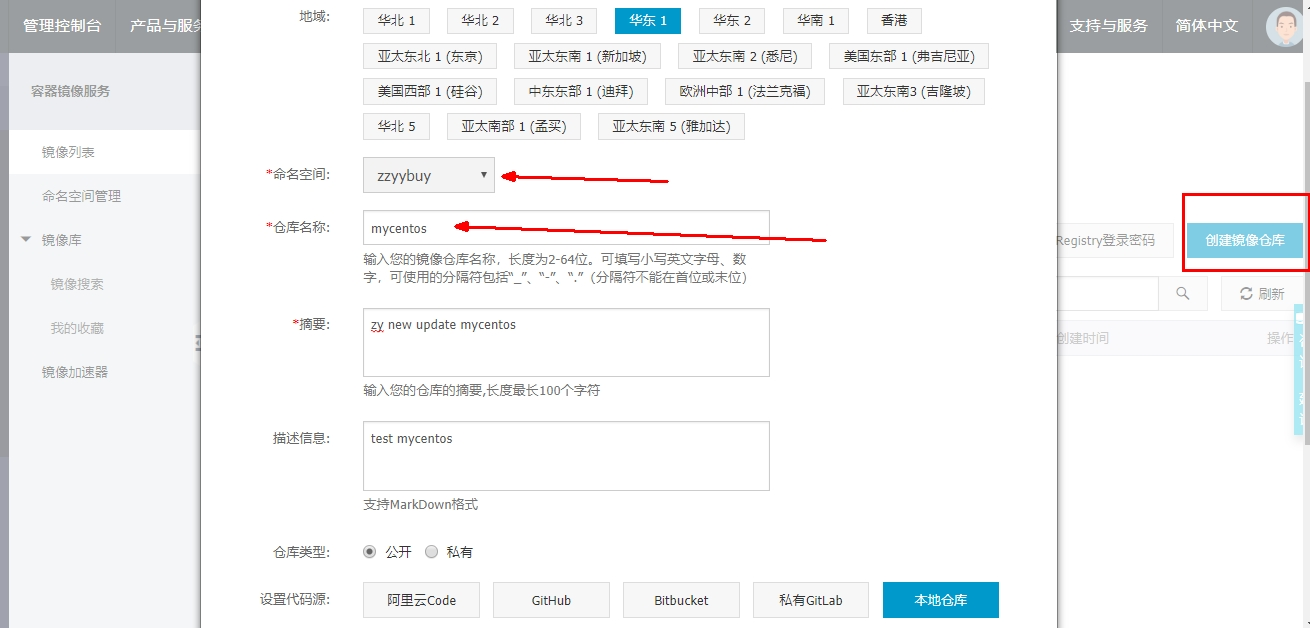 管理控制台 产品与服务 支持与服务 简体中文
容器镜像服务
镜像列表
命名空间管理
镜像库
镜像搜索
我的收藏
镜像加速器
地域: 华北 1 华北 2 华北 3 华东 1 华东 2 华南 1 香港
亚太东北 1 (东京) 亚太东南 1 (新加坡) 亚太东南 2 (悉尼) 美国东部 1 (弗吉尼亚)
美国西部 1 (硅谷) 中东东部 1 (迪拜) 欧洲中部 1 (法兰克福) 亚太东南3 (吉隆坡)
华北 5 亚太南部 1 (孟买) 亚太东南 5 (雅加达)
*命名空间: zzyybuy
*仓库名称: mycentos
输入您的镜像仓库名称，长度为2-64位。可填写小写英文字母、数
字，可使用的分隔符包括“_”、“-”、“.”（分隔符不能在首位或末位）
*摘要: zy new update mycentos
输入您的仓库的摘要,长度最长100个字符
描述信息: test mycentos
支持MarkDown格式
仓库类型: 公开 私有
设置代码源: 阿里云Code GitHub Bitbucket 私有GitLab 本地仓库
Registry登录密码 创建镜像仓库
刷新
创建时间 操作